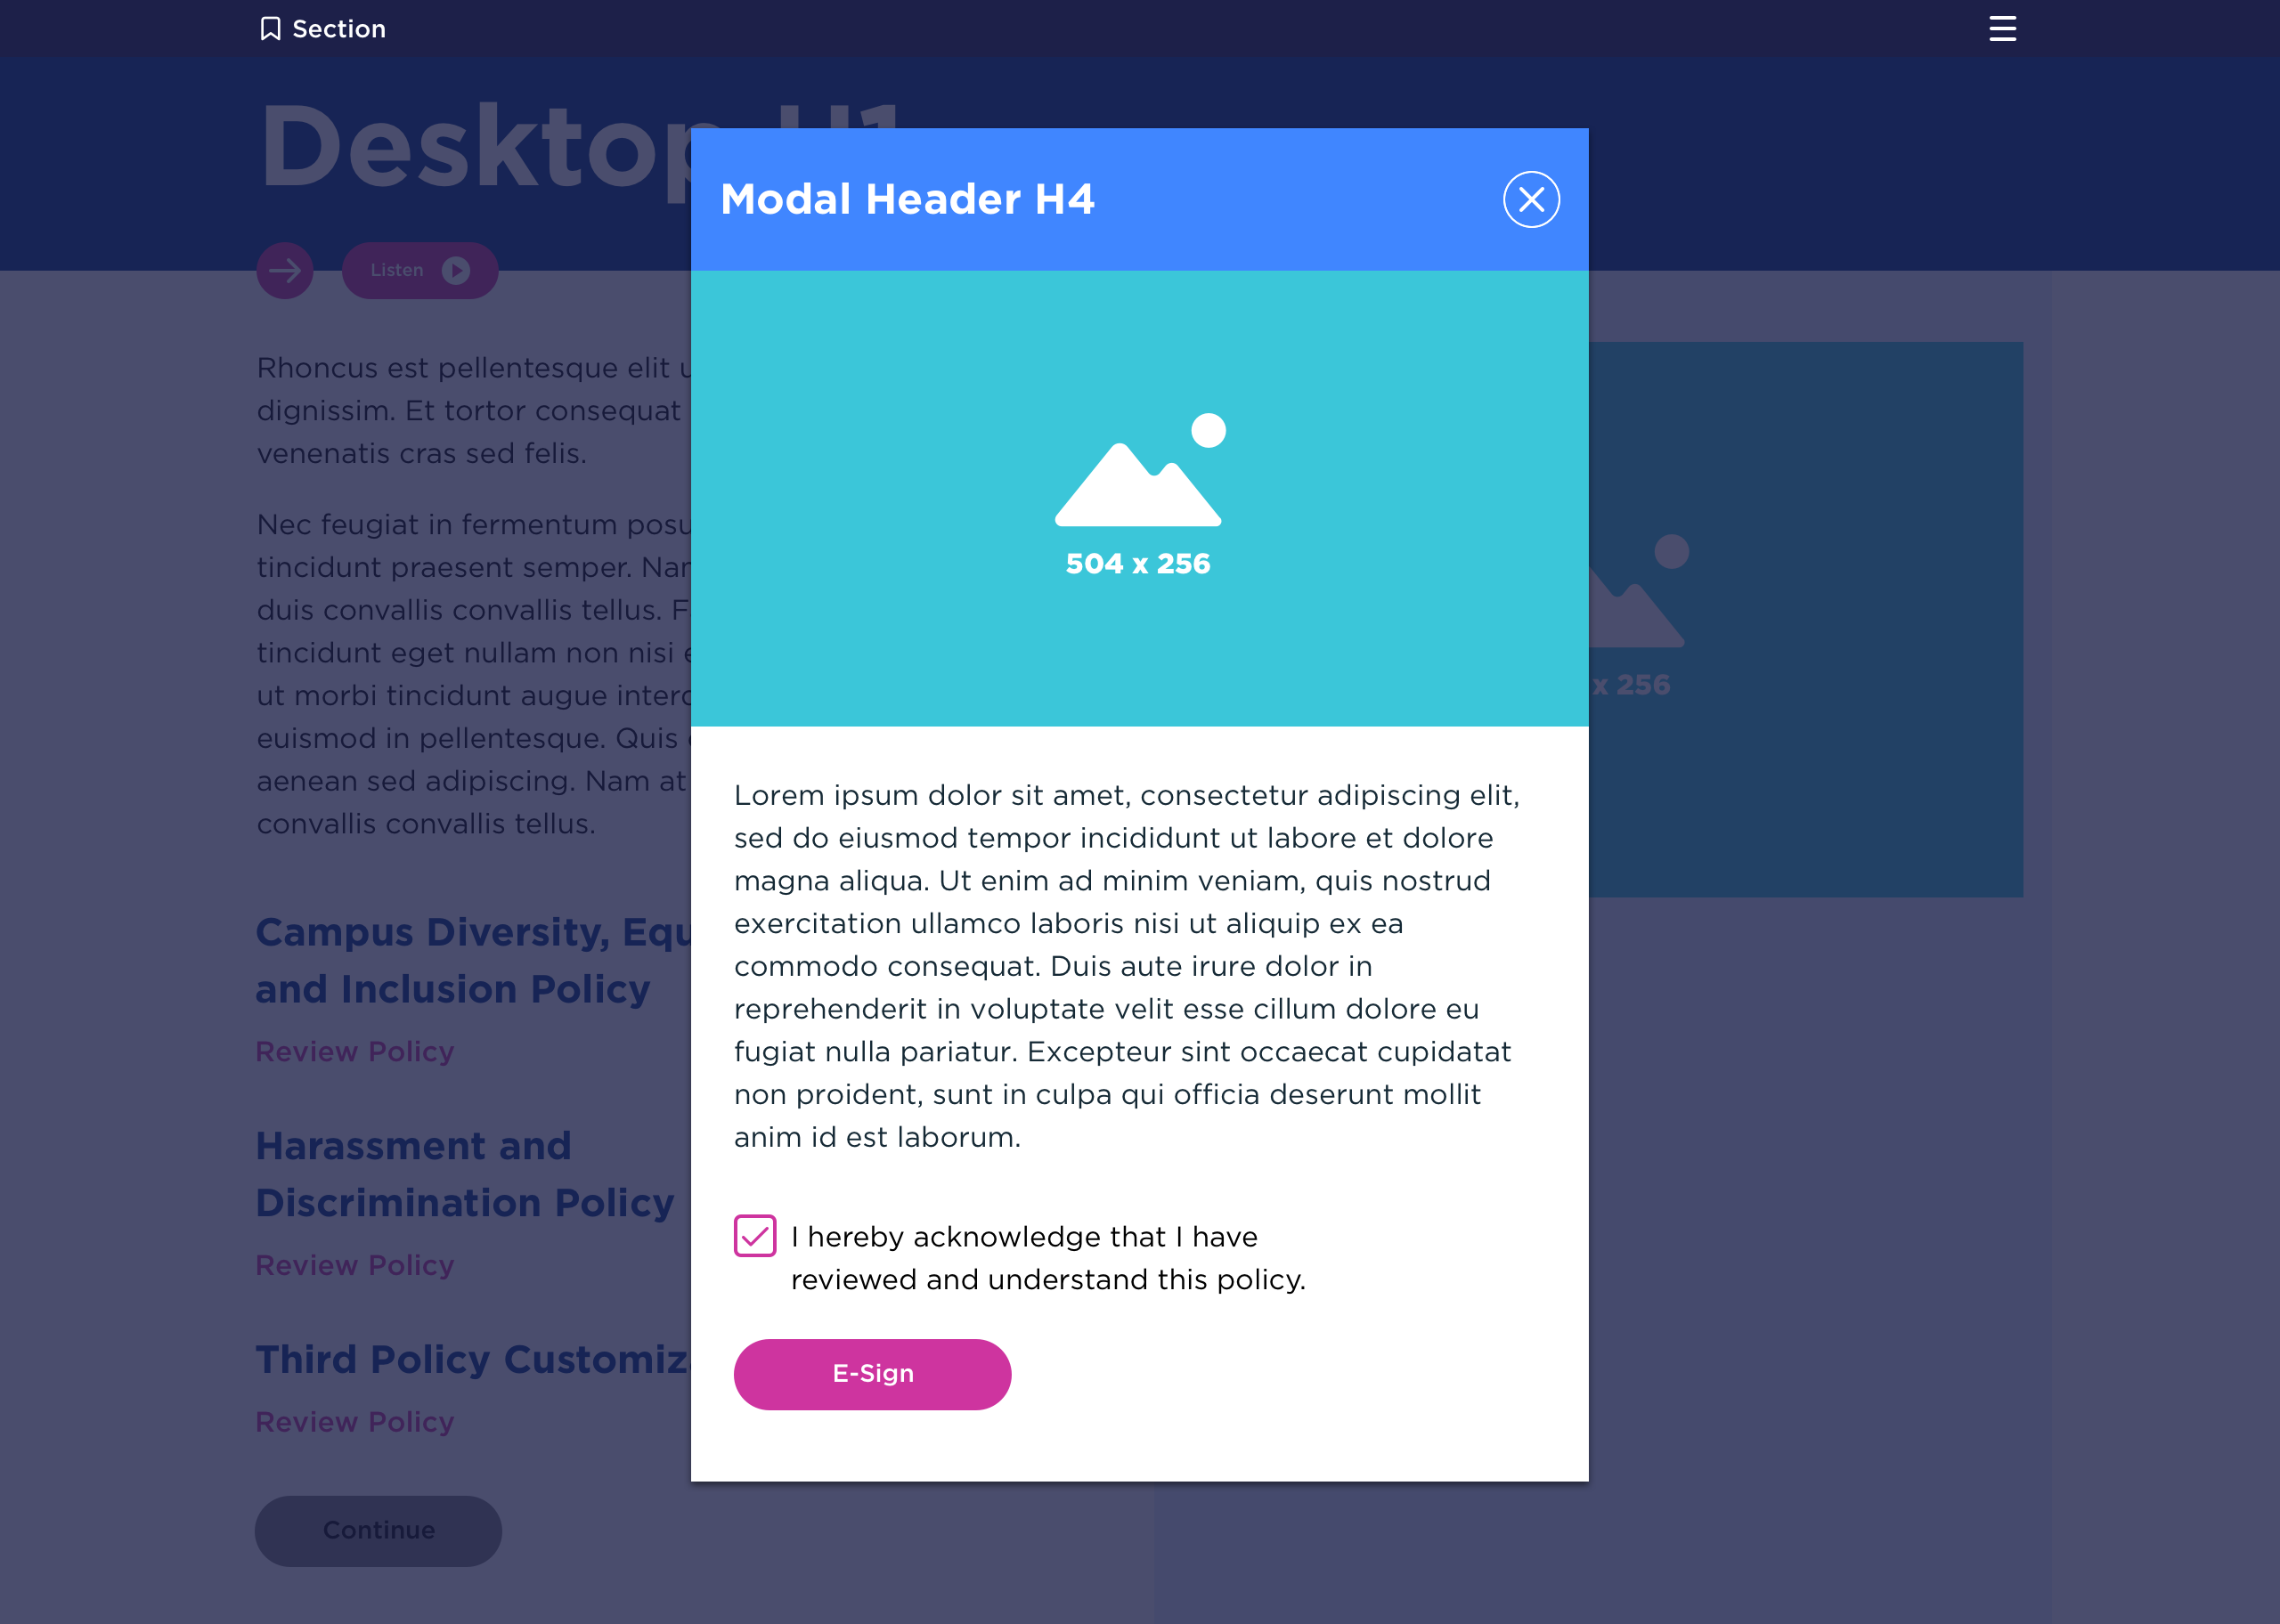 Section
Desktop H1
Listen
Rhoncus est pellentesque elit
dignissim. Et tortor consequat
venenatis cras sed felis.
Nec feugiat in fermentum
tincidunt praesent semper.
duis convallis convallis tellus.
tincidunt eget nullam non nisi
ut morbi tincidunt augue
euismod in pellentesque. Quis
aenean sed adipiscing. Nam at
convallis convallis tellus.
Campus Diversity,
and Inclusion Policy
Review Policy
Harassment and
Discrimination Policy
Review Policy
Third Policy
Review Policy
Continue
x 256
Modal Header H4
504 x 256
Lorem ipsum dolor sit amet, consectetur adipiscing elit,
sed do eiusmod tempor incididunt ut labore et dolore
magna aliqua. Ut enim ad minim veniam, quis nostrud
exercitation ullamco laboris nisi ut aliquip ex ea
commodo consequat. Duis aute irure dolor in
reprehenderit in voluptate velit esse cillum dolore eu
fugiat nulla pariatur. Excepteur sint occaecat cupidatat
non proident, sunt in culpa qui officia deserunt mollit
anim id est laborum.
I hereby acknowledge that I have
reviewed and understand this policy.
E-Sign